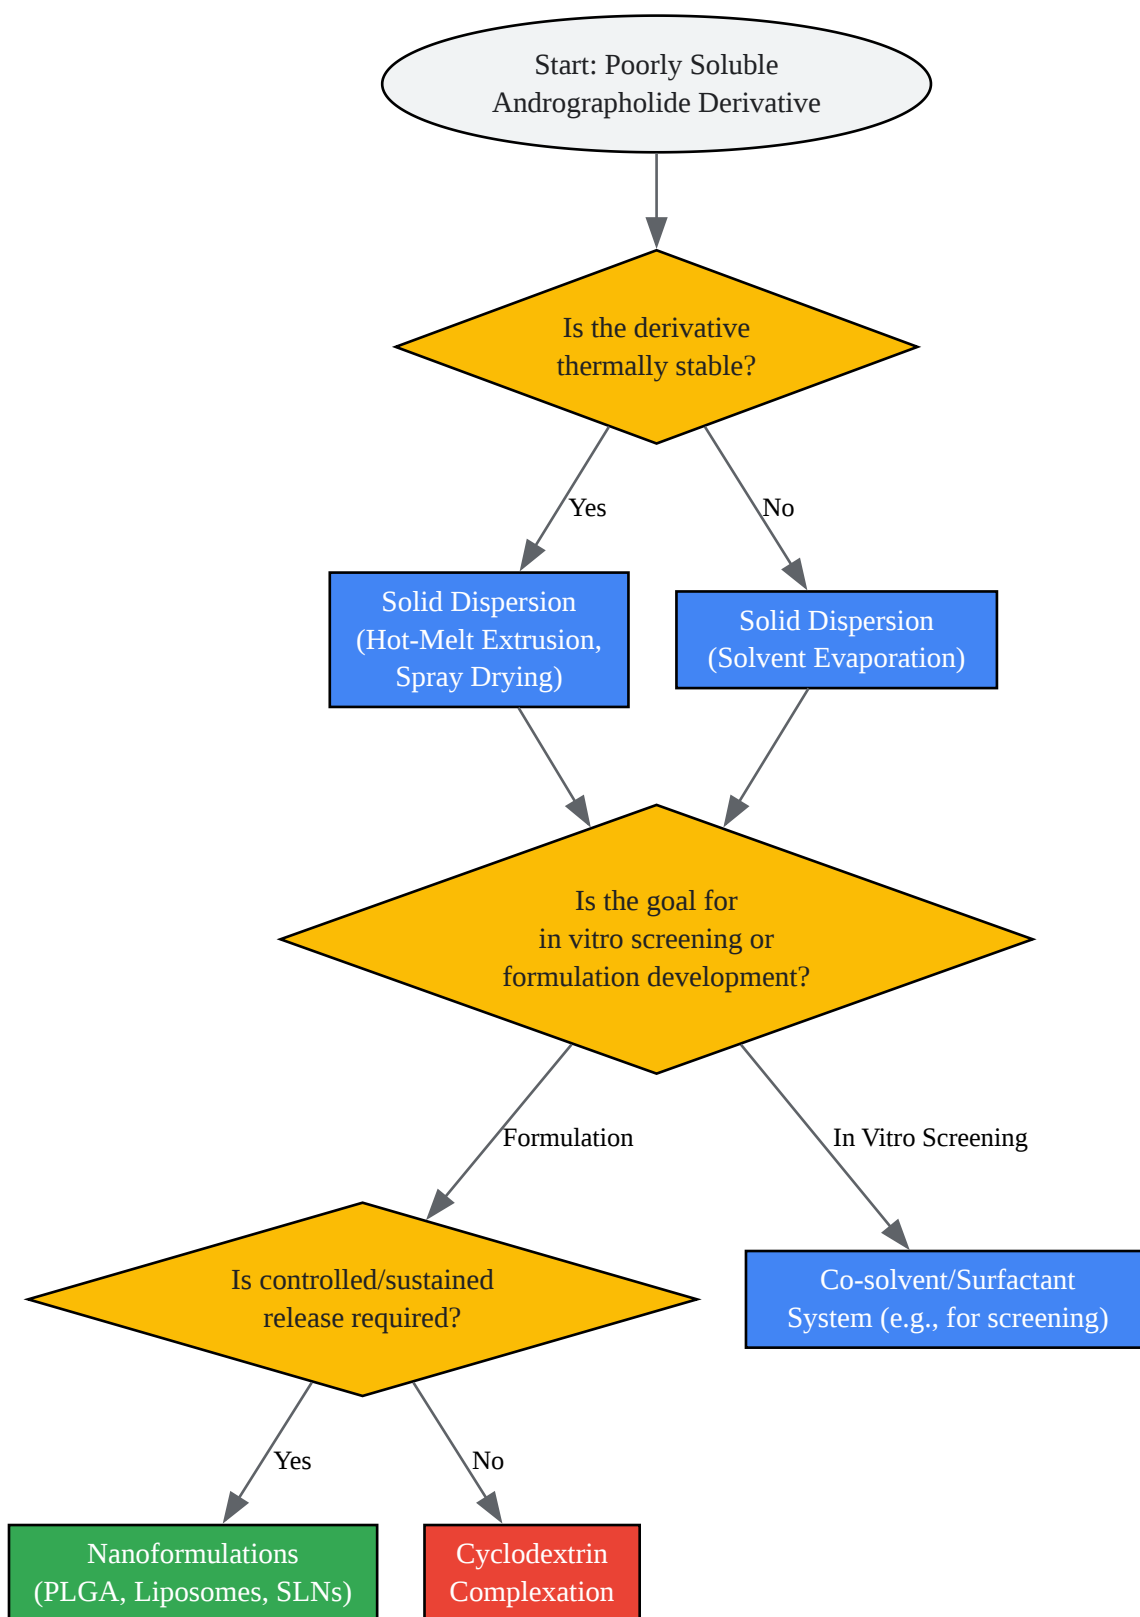 Start: Poorly Soluble
Andrographolide Derivative
Is the derivative
thermally stable?
Yes
No
Solid Dispersion
(Hot-Melt Extrusion,
Spray Drying)
Solid Dispersion
(Solvent Evaporation)
Is the goal for
in vitro screening or
formulation development?
Formulation
In Vitro Screening
Is controlled/sustained
release required?
Co-solvent/Surfactant
System (e.g., for screening)
Yes
No
Nanoformulations
(PLGA, Liposomes, SLNs)
Cyclodextrin
Complexation